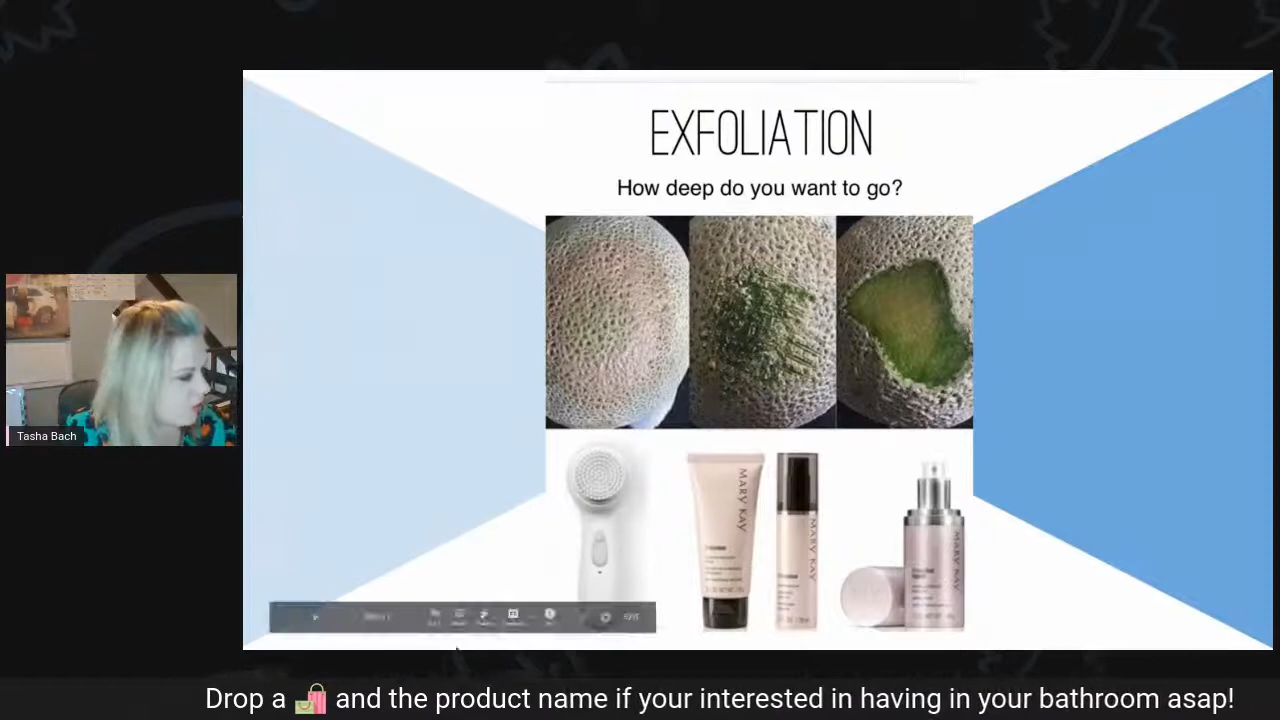 EXFOLIATION
How deep do you want to go?
MARY KAY
MARY KAY
MARY KAY
Tasha Bach
Drop a 🛍️ and the product name if your interested in having in your bathroom asap!